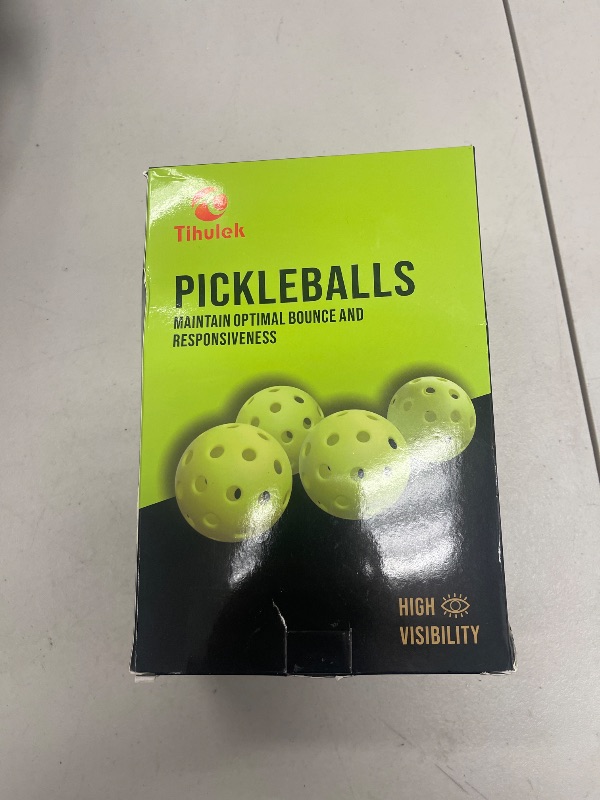 Tihulek
PICKLEBALLS
MAINTAIN OPTIMAL BOUNCE AND
RESPONSIVENESS
HIGH
VISIBILITY